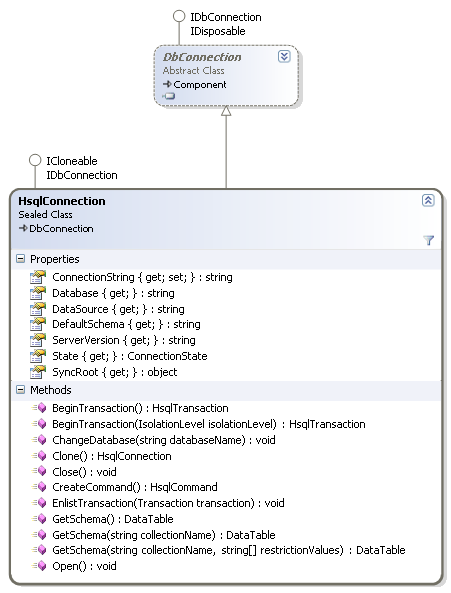 IDbConnection
IDisposable
DbConnection
Abstract Class
Component
ICloneable
IDbConnection
HsqlConnection
Sealed Class
DbConnection
Properties
ConnectionString { get; set; } : string
Database { get; } : string
DataSource { get; } : string
DefaultSchema { get; } : string
ServerVersion { get; } : string
State { get; } : ConnectionState
SyncRoot { get; } : object
Methods
BeginTransaction() : HsqlTransaction
BeginTransaction(IsolationLevel isolationLevel) : HsqlTransaction
ChangeDatabase(string databaseName) : void
Clone() : HsqlConnection
Close() : void
CreateCommand() : HsqlCommand
EnlistTransaction(Transaction transaction) : void
GetSchema() : DataTable
GetSchema(string collectionName) : DataTable
GetSchema(string collectionName, string[] restrictionValues) : DataTable
Open() : void